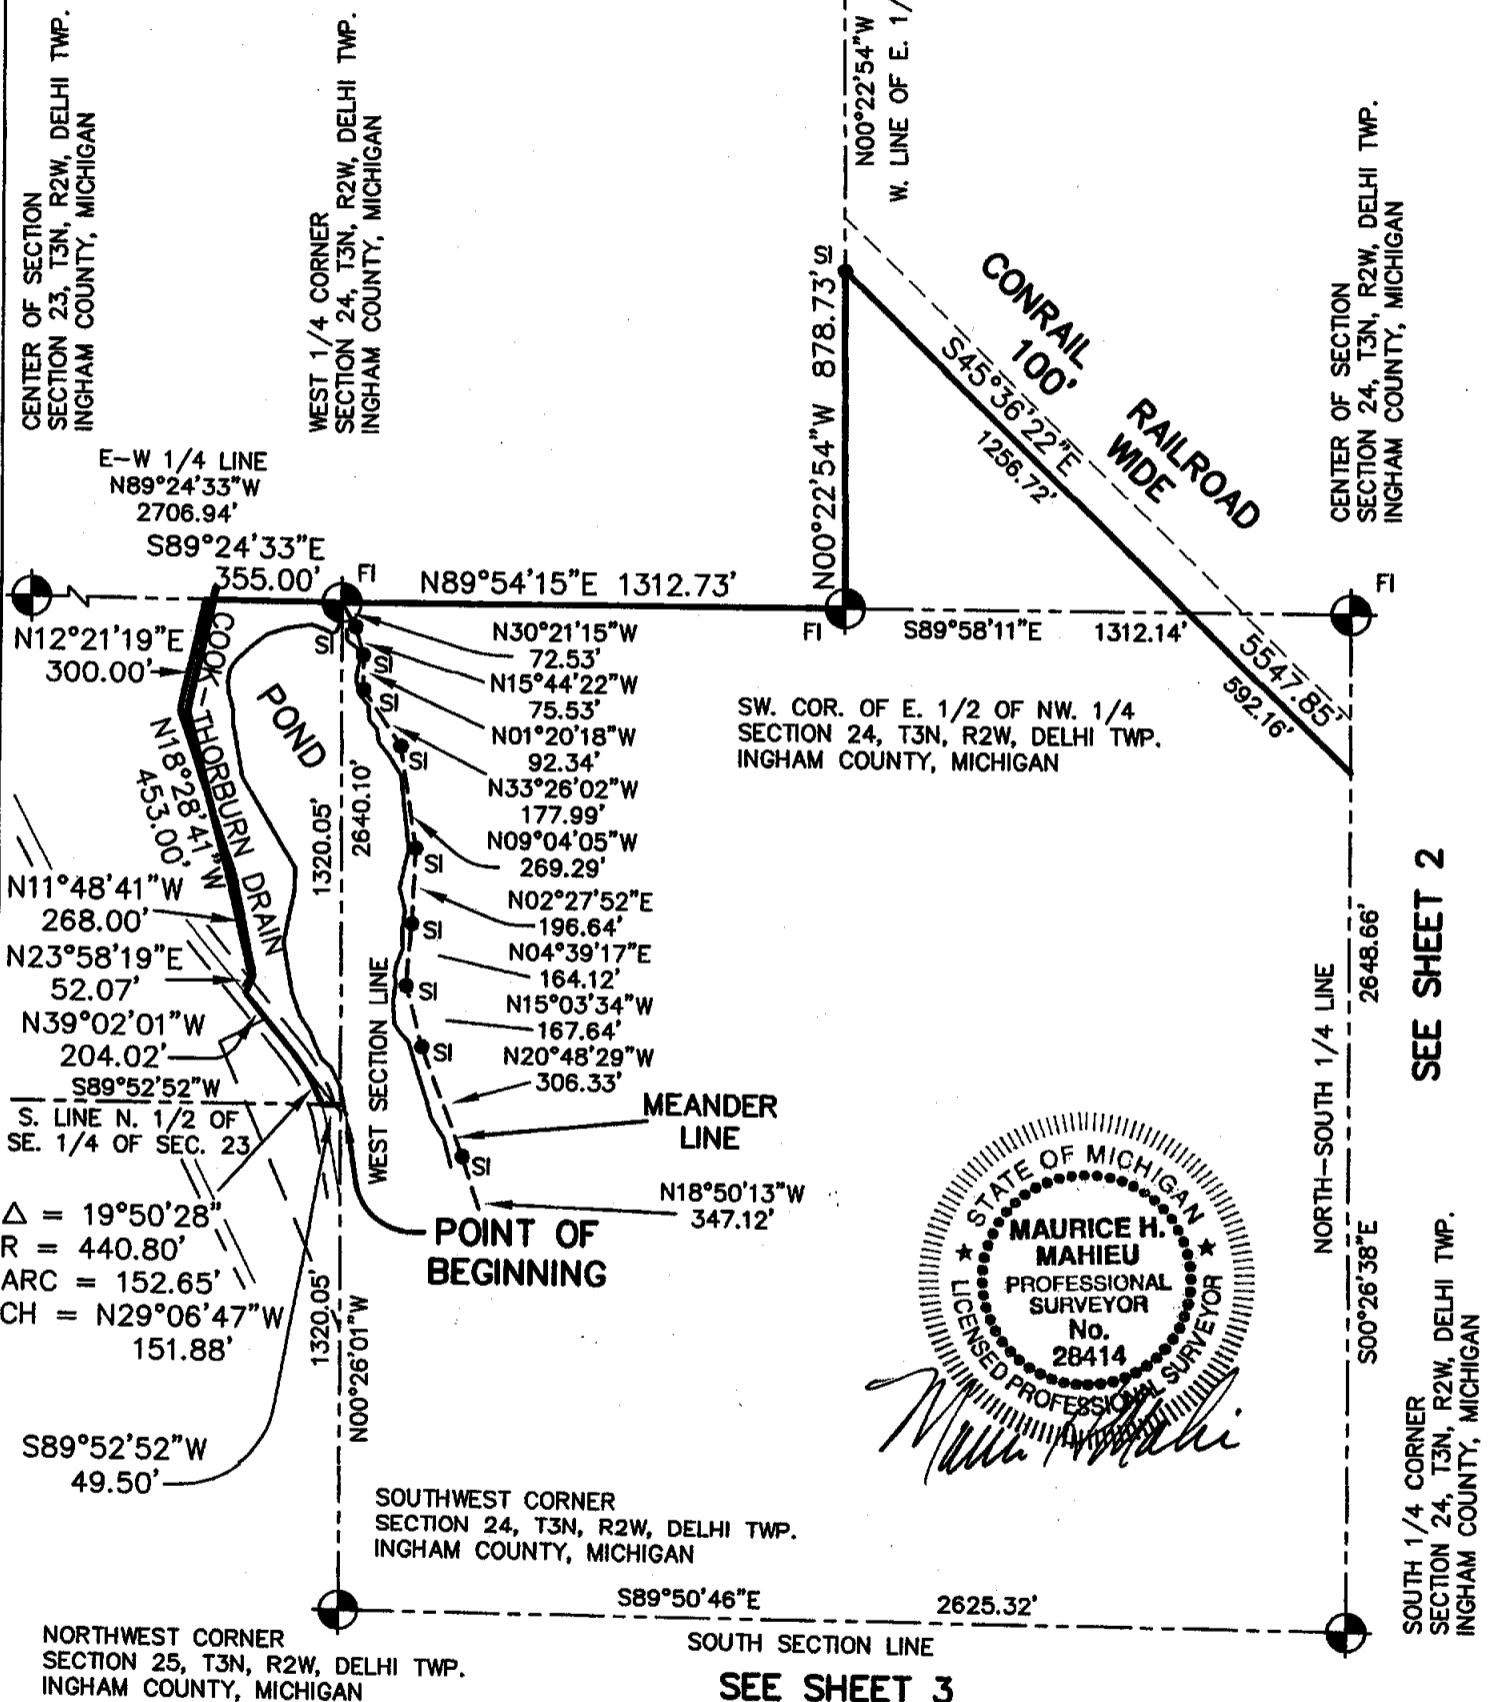 CENTER OF SECTION
SECTION 23, T3N, R2W, DELHI TWP.
INGHAM COUNTY, MICHIGAN
WEST 1/4 CORNER
SECTION 24, T3N, R2W, DELHI TWP.
INGHAM COUNTY, MICHIGAN
N00°22'54"W
W. LINE OF E. 1/
CENTER OF SECTION
SECTION 24, T3N, R2W, DELHI TWP.
INGHAM COUNTY, MICHIGAN
SI
N00°22'54"W 878.73'
CONRAIL RAILROAD
100' WIDE
S45°36'22"E 5547.85'
1256.72'
592.16'
E-W 1/4 LINE
N89°24'33"W
2706.94'
S89°24'33"E
355.00'
FI
N89°54'15"E 1312.73'
FI
S89°58'11"E 1312.14'
FI
N12°21'19"E
300.00'
COOK-THORBURN DRAIN
N18°28'41"W
453.00'
POND
SI
SI
SI
SI
SI
SI
SI
SI
SI
N30°21'15"W
72.53'
N15°44'22"W
75.53'
N01°20'18"W
92.34'
N33°26'02"W
177.99'
N09°04'05"W
269.29'
N02°27'52"E
196.64'
N04°39'17"E
164.12'
N15°03'34"W
167.64'
N20°48'29"W
306.33'
MEANDER
LINE
N18°50'13"W
347.12'
SW. COR. OF E. 1/2 OF NW. 1/4
SECTION 24, T3N, R2W, DELHI TWP.
INGHAM COUNTY, MICHIGAN
1320.05'
2640.10'
WEST SECTION LINE
N11°48'41"W
268.00'
N23°58'19"E
52.07'
N39°02'01"W
204.02'
S89°52'52"W
S. LINE N. 1/2 OF
SE. 1/4 OF SEC. 23
Δ = 19°50'28"
R = 440.80'
ARC = 152.65'
CH = N29°06'47"W
151.88'
S89°52'52"W
49.50'
POINT OF
BEGINNING
1320.05'
N00°26'01"W
NORTH-SOUTH 1/4 LINE
2648.66'
S00°26'38"E
SEE SHEET 2
STATE OF MICHIGAN
MAURICE H.
MAHIEU
PROFESSIONAL
SURVEYOR
No.
28414
LICENSED PROFESSIONAL SURVEYOR
SOUTHWEST CORNER
SECTION 24, T3N, R2W, DELHI TWP.
INGHAM COUNTY, MICHIGAN
SOUTH 1/4 CORNER
SECTION 24, T3N, R2W, DELHI TWP.
INGHAM COUNTY, MICHIGAN
S89°50'46"E 2625.32'
SOUTH SECTION LINE
NORTHWEST CORNER
SECTION 25, T3N, R2W, DELHI TWP.
INGHAM COUNTY, MICHIGAN
SEE SHEET 3